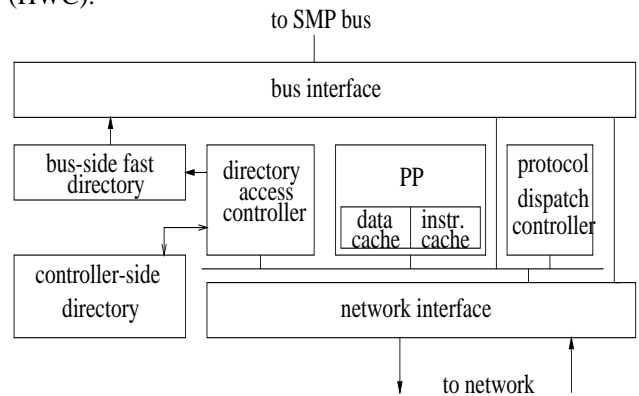 (HWC).
to SMP bus
bus interface
bus-side fast
directory
directory
access
controller
PP
data
cache
instr.
cache
protocol
dispatch
controller
controller-side
directory
network interface
to network